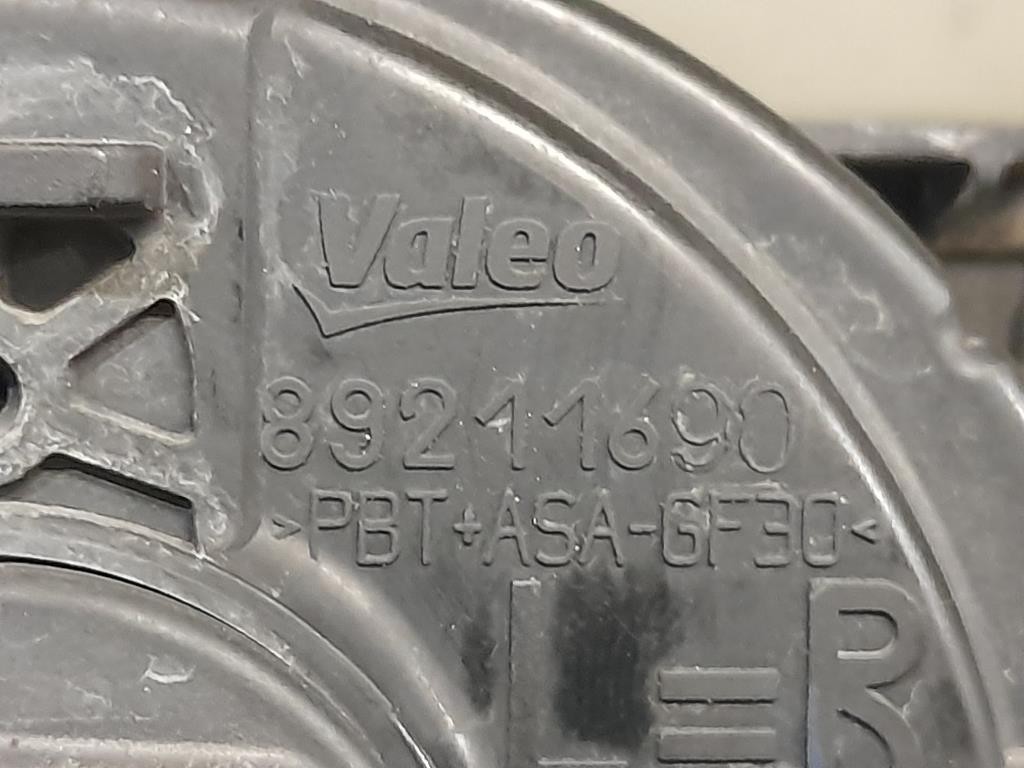 Valeo
89211690
>PBT+ASA-GF30<
L=R